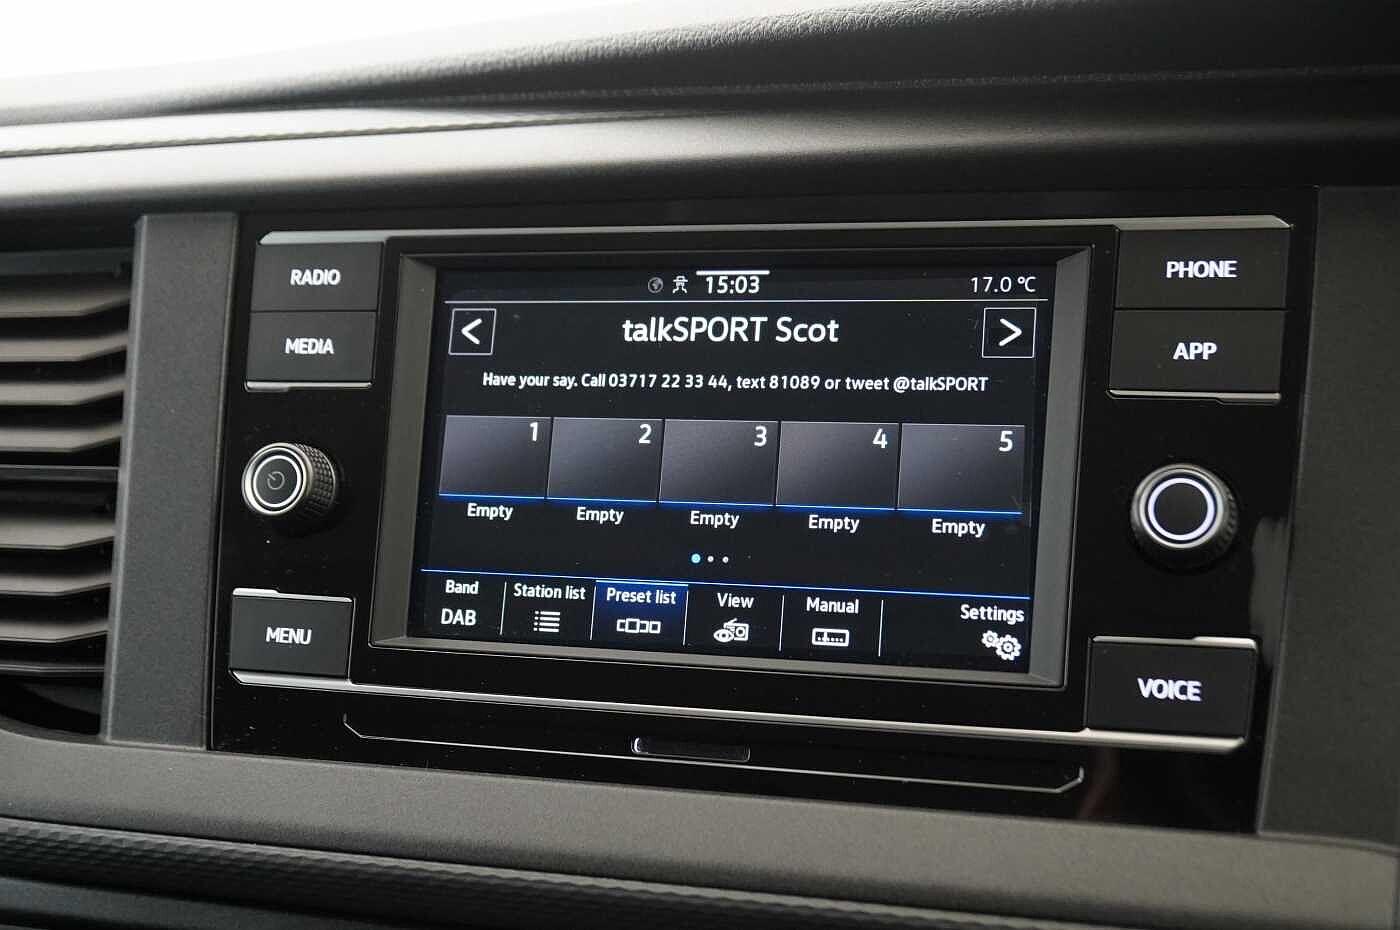 RADIO
MEDIA
MENU
15:03
17.0 °C
<
talkSPORT Scot
>
Have your say. Call 03717 22 33 44, text 81089 or tweet @talkSPORT
1
2
3
4
5
Empty
Empty
Empty
Empty
Empty
Band
DAB
Station list
Preset list
View
Manual
Settings
PHONE
APP
VOICE